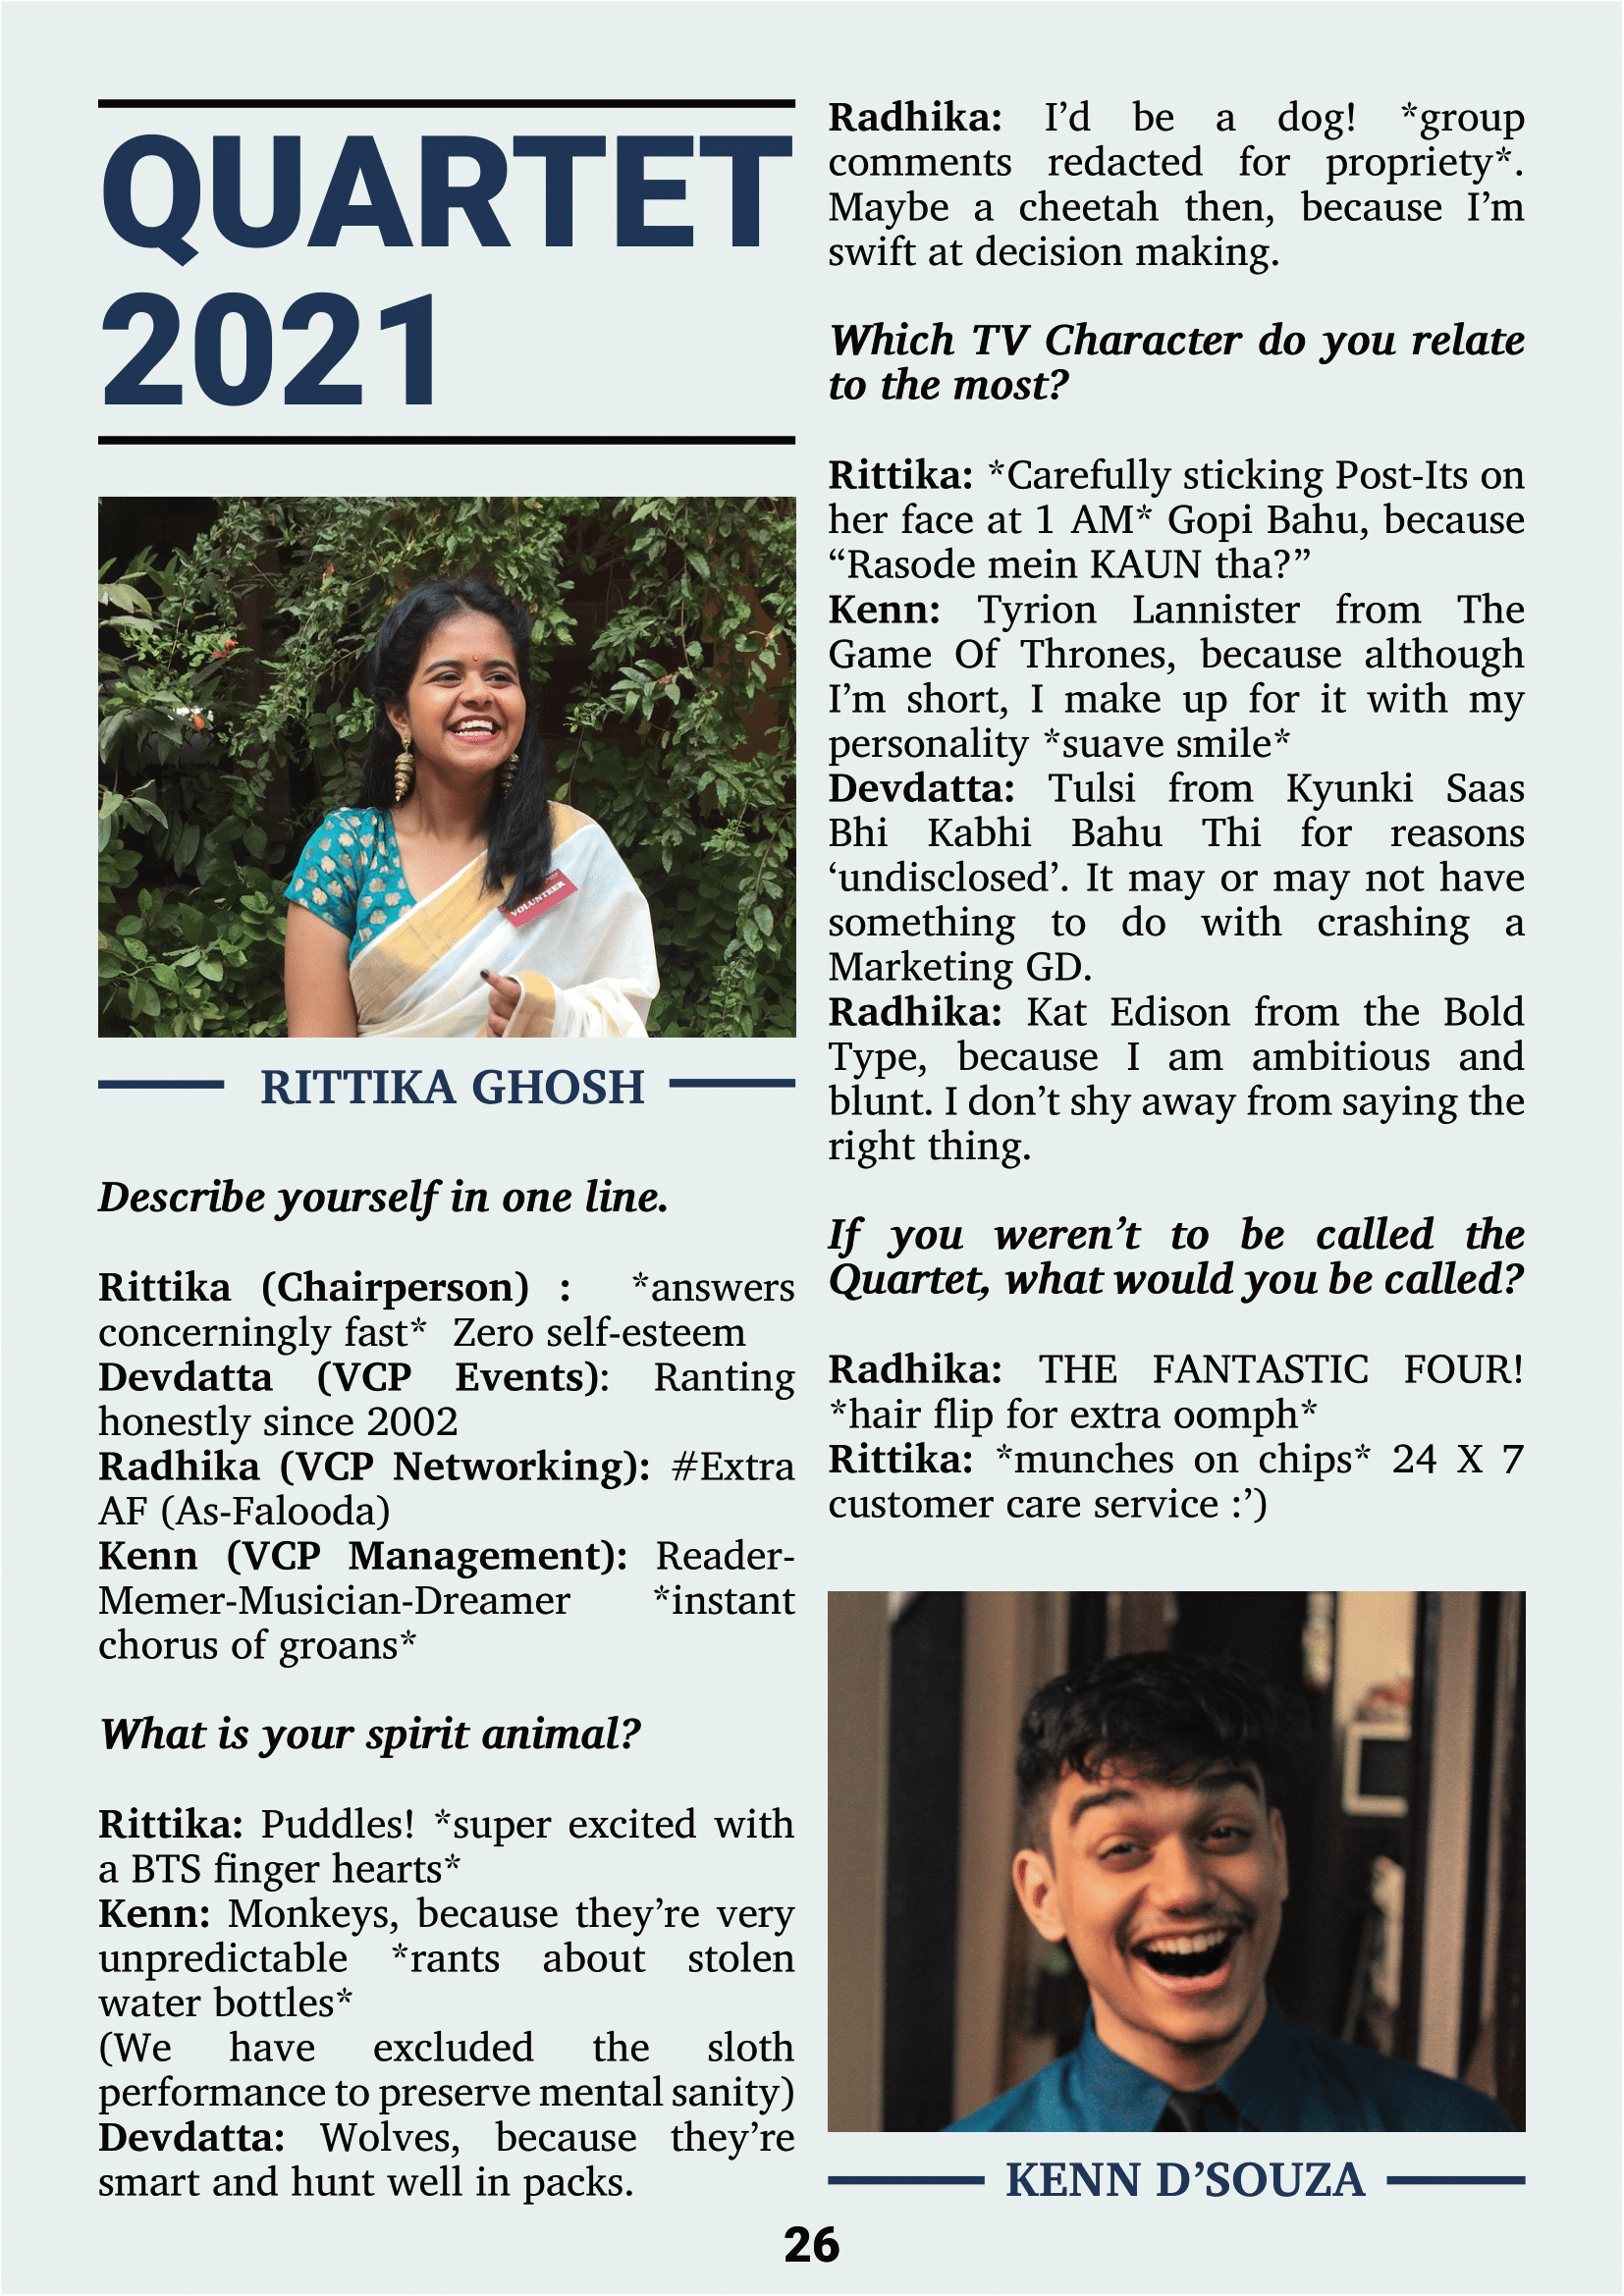 QUARTET
2021
VOLUNTEER
RITTIKA GHOSH
Describe yourself in one line.
Rittika (Chairperson) : *answers
concerningly fast* Zero self-esteem
Devdatta (VCP Events): Ranting
honestly since 2002
Radhika (VCP Networking): #Extra
AF (As-Falooda)
Kenn (VCP Management): Reader-
Memer-Musician-Dreamer *instant
chorus of groans*
What is your spirit animal?
Rittika: Puddles! *super excited with
a BTS finger hearts*
Kenn: Monkeys, because they’re very
unpredictable *rants about stolen
water bottles*
(We have excluded the sloth
performance to preserve mental sanity)
Devdatta: Wolves, because they’re
smart and hunt well in packs.
Radhika: I’d be a dog! *group
comments redacted for propriety*.
Maybe a cheetah then, because I’m
swift at decision making.
Which TV Character do you relate
to the most?
Rittika: *Carefully sticking Post-Its on
her face at 1 AM* Gopi Bahu, because
“Rasode mein KAUN tha?”
Kenn: Tyrion Lannister from The
Game Of Thrones, because although
I’m short, I make up for it with my
personality *suave smile*
Devdatta: Tulsi from Kyunki Saas
Bhi Kabhi Bahu Thi for reasons
‘undisclosed’. It may or may not have
something to do with crashing a
Marketing GD.
Radhika: Kat Edison from the Bold
Type, because I am ambitious and
blunt. I don’t shy away from saying the
right thing.
If you weren’t to be called the
Quartet, what would you be called?
Radhika: THE FANTASTIC FOUR!
*hair flip for extra oomph*
Rittika: *munches on chips* 24 X 7
customer care service :’)
KENN D’SOUZA
26